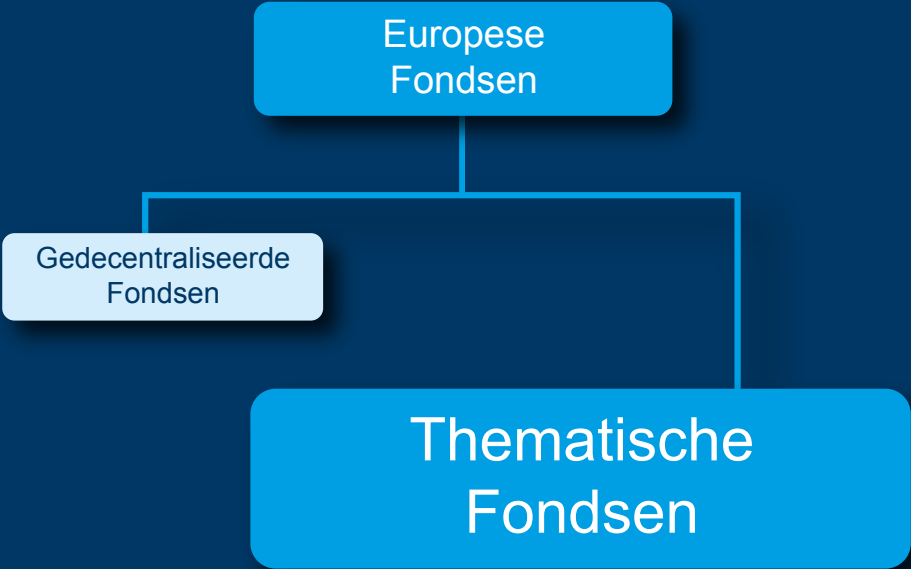 Europese
Fondsen
Gedecentraliseerde
Fondsen
Thematische
Fondsen